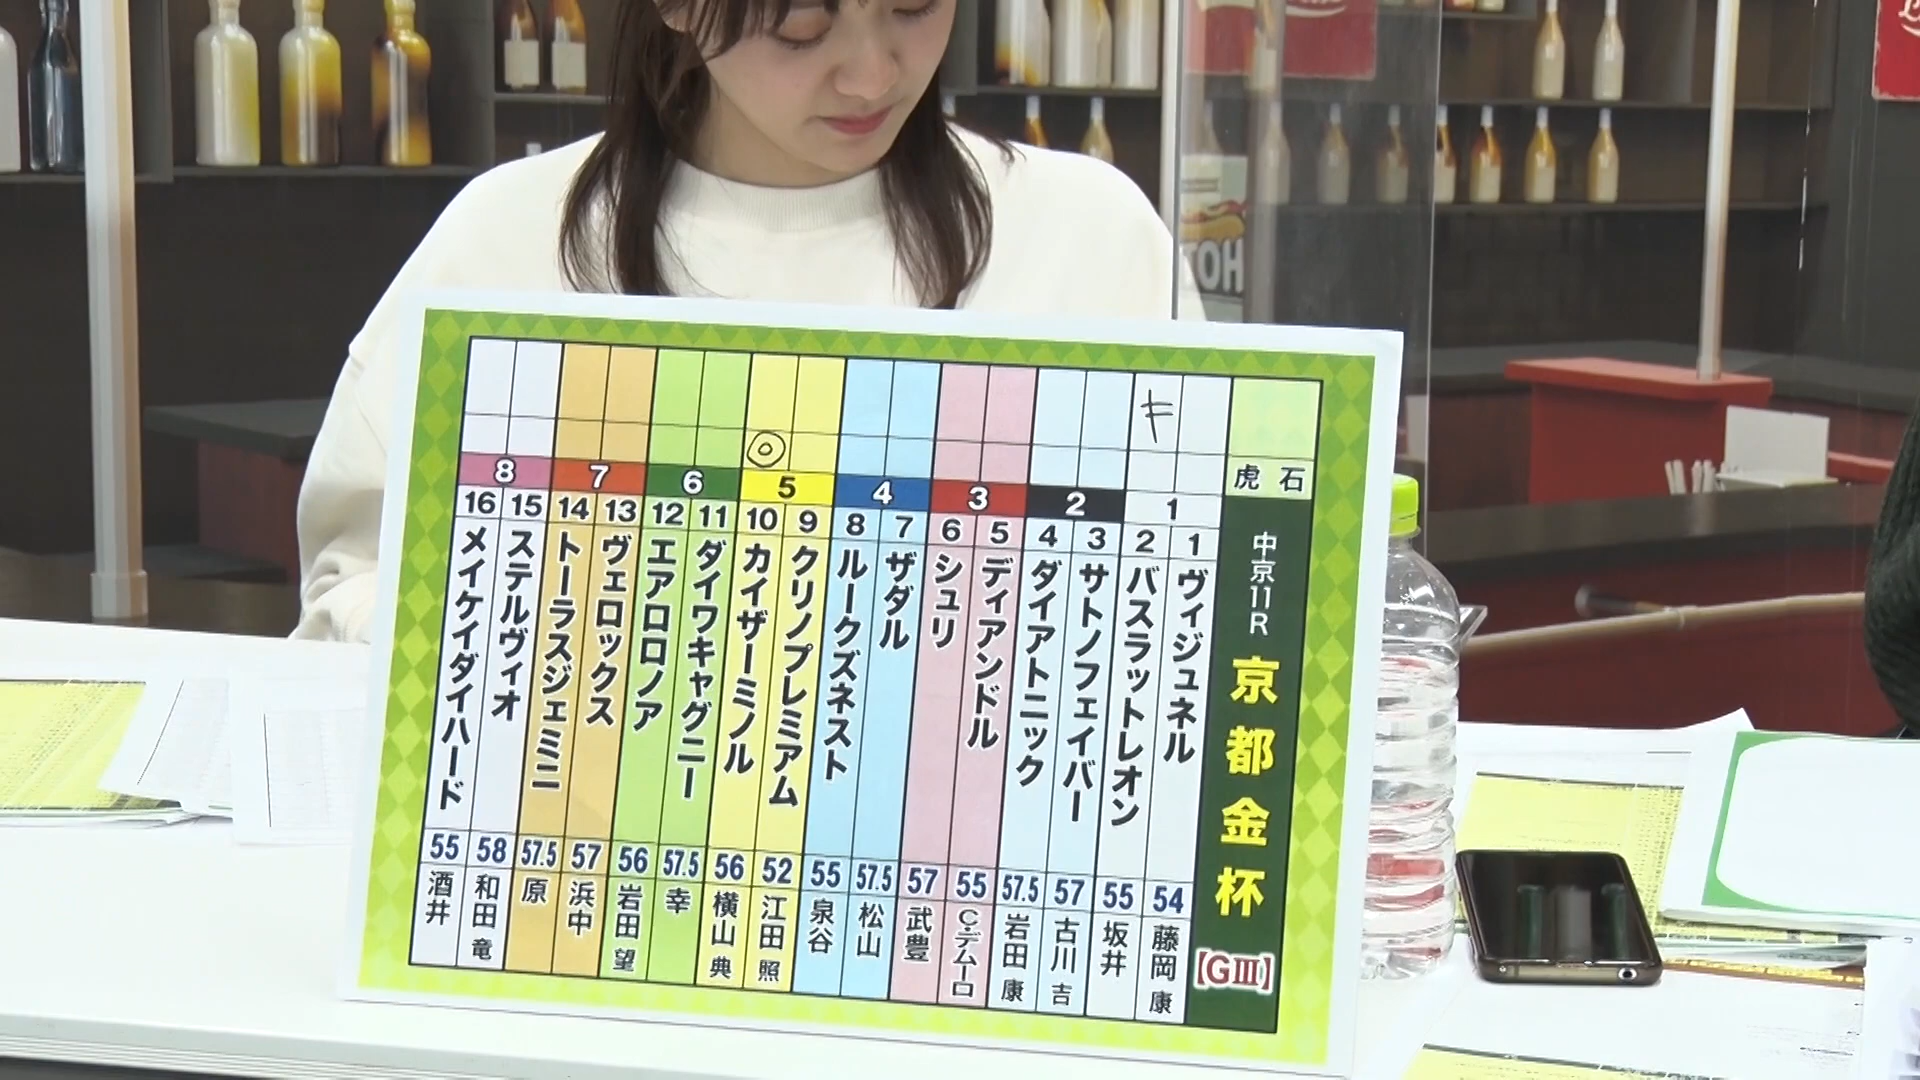 虎 石
中京11R 京都金杯 【GⅢ】
キ
◎
1 2 3 4 5 6 7 8
1 ヴィジュネル 54 藤岡康
2 バスラットレオン 55 坂井
3 サトノフェイバー 57 古川吉
4 ダイアトニック 57.5 岩田康
5 ディアンドル 55 C・デムーロ
6 シュリ 57 武豊
7 ザダル 57.5 松山
8 ルークズネスト 55 泉谷
9 クリノプレミアム 52 江田照
10 カイザーミノル 56 横山典
11 ダイワキャグニー 57.5 幸
12 エアロロノア 56 岩田望
13 ヴェロックス 57 浜中
14 トーラスジェミニ 57.5 原
15 ステルヴィオ 58 和田竜
16 メイケイダイハード 55 酒井
HOT